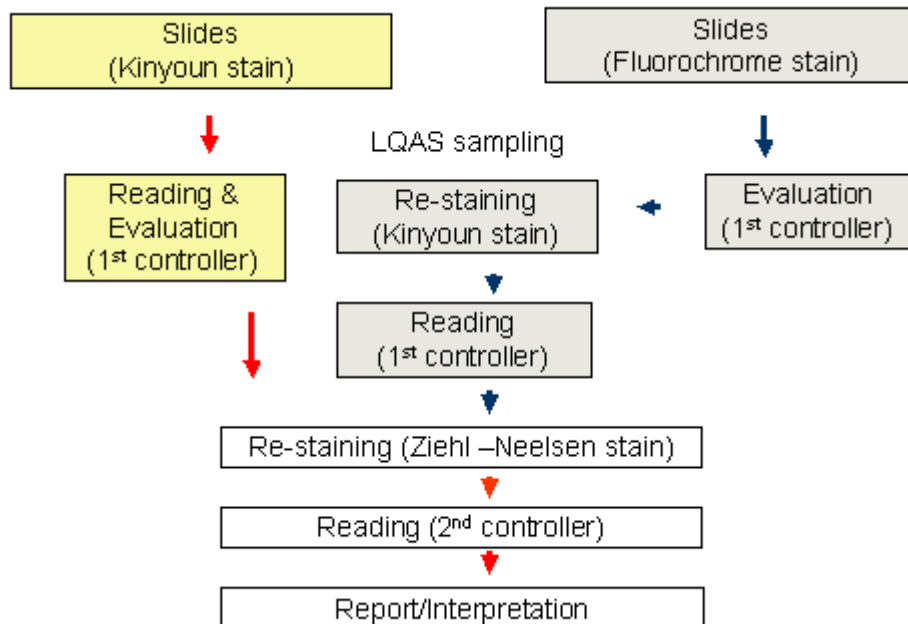 Slides
(Kinyoun stain)
Slides
(Fluorochrome stain)
LQAS sampling
Reading &
Evaluation
(1st controller)
Re-staining
(Kinyoun stain)
Evaluation
(1st controller)
Reading
(1st controller)
Re-staining (Ziehl –Neelsen stain)
Reading (2nd controller)
Report/Interpretation